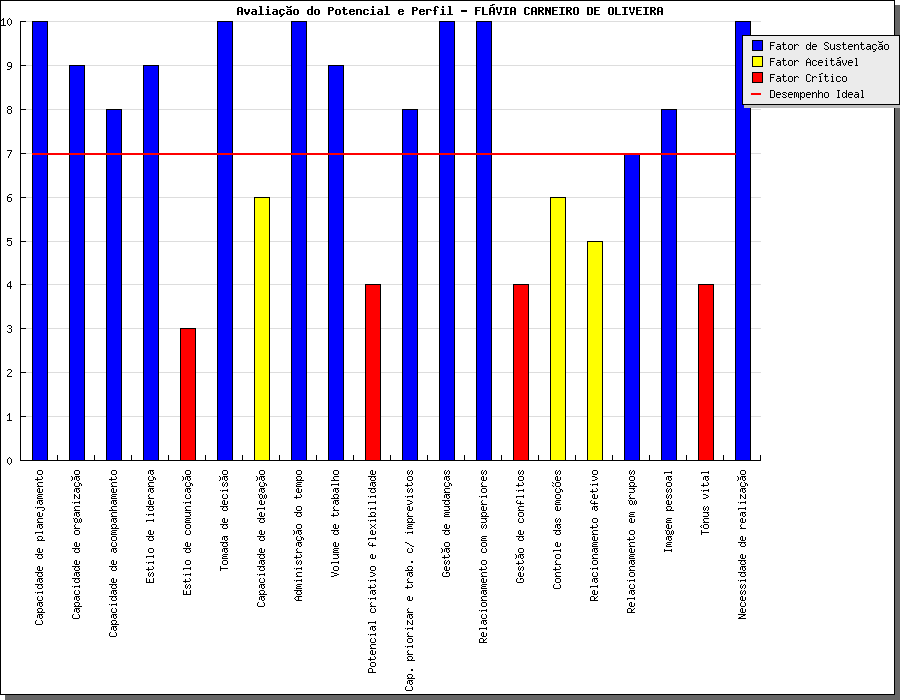 Avaliação do Potencial e Perfil - FLÁVIA CARNEIRO DE OLIVEIRA
Fator de Sustentação
Fator Aceitável
Fator Crítico
Desempenho Ideal
10
9
8
7
6
5
4
3
2
1
0
Capacidade de planejamento
Capacidade de organização
Capacidade de acompanhamento
Estilo de liderança
Estilo de comunicação
Tomada de decisão
Capacidade de delegação
Administração do tempo
Volume de trabalho
Potencial criativo e flexibilidade
Cap. priorizar e trab. c/ imprevistos
Gestão de mudanças
Relacionamento com superiores
Gestão de conflitos
Controle das emoções
Relacionamento afetivo
Relacionamento em grupos
Imagem pessoal
Tônus vital
Necessidade de realização